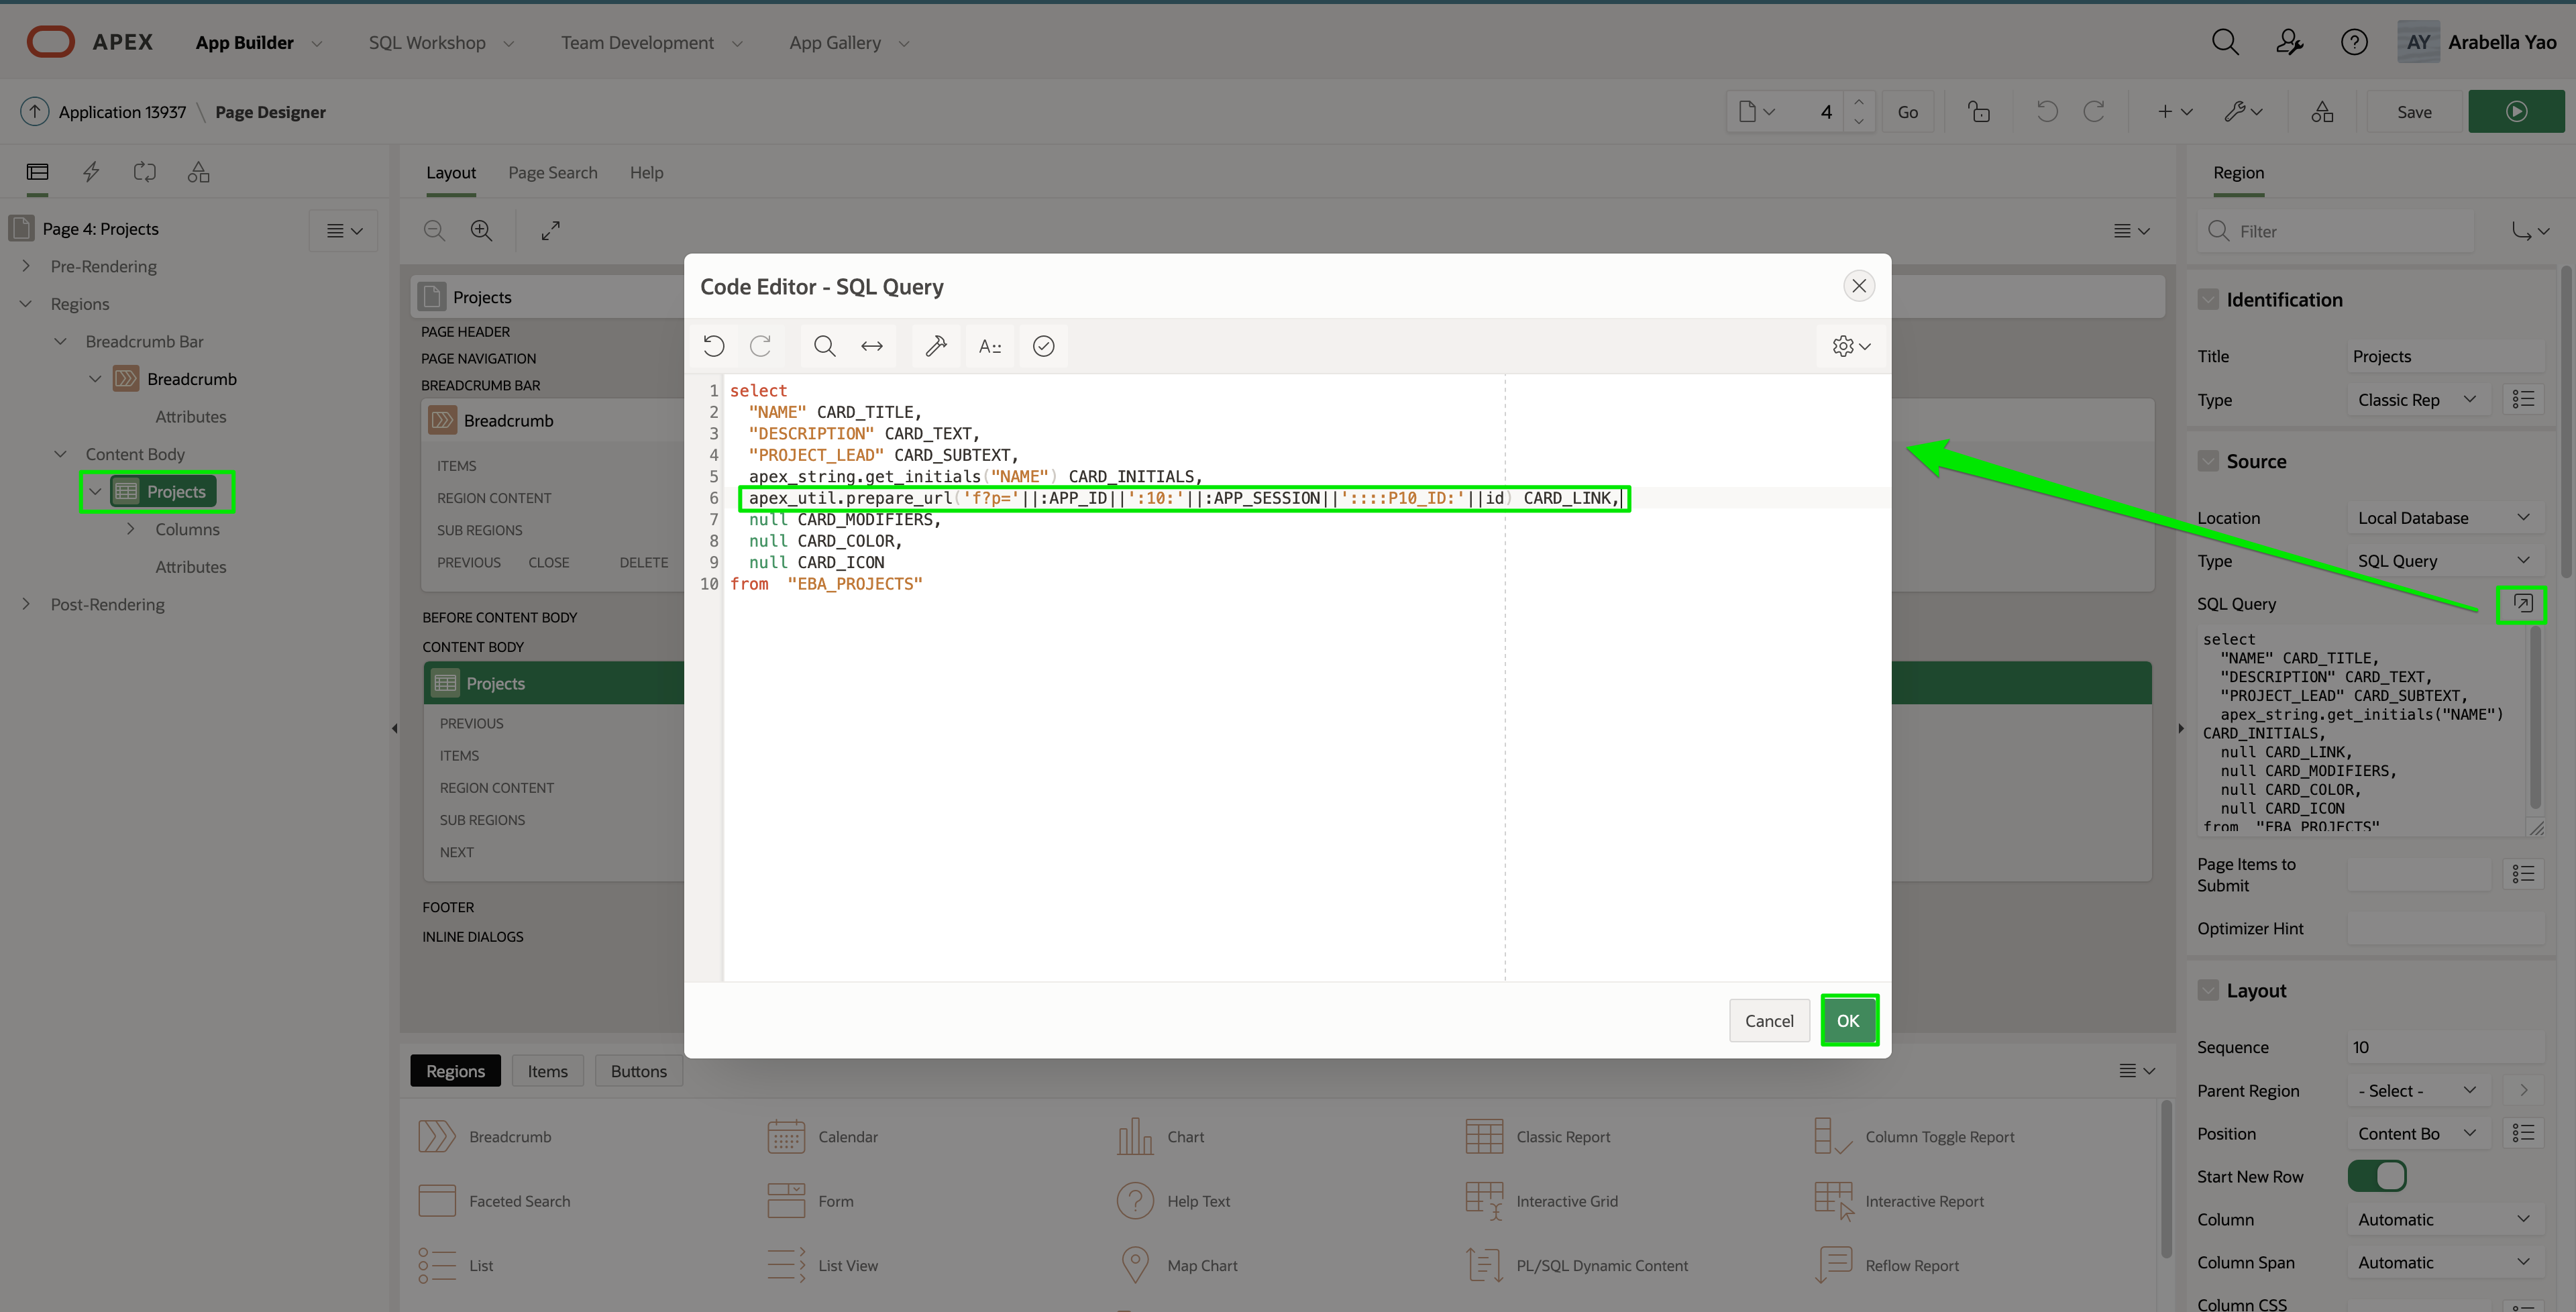 APEX App Builder SQL Workshop Team Development App Gallery AY Arabella Yao
Application 13937 \ Page Designer 4 Go Save
Page 4: Projects
Pre-Rendering
Regions
Breadcrumb Bar
Breadcrumb
Attributes
Content Body
Projects
Columns
Attributes
Post-Rendering
Layout Page Search Help
Projects
PAGE HEADER
PAGE NAVIGATION
BREADCRUMB BAR
Breadcrumb
ITEMS
REGION CONTENT
SUB REGIONS
PREVIOUS CLOSE DELETE
BEFORE CONTENT BODY
CONTENT BODY
Projects
PREVIOUS
ITEMS
REGION CONTENT
SUB REGIONS
NEXT
FOOTER
INLINE DIALOGS
Code Editor - SQL Query
A::
1 select
2 "NAME" CARD_TITLE,
3 "DESCRIPTION" CARD_TEXT,
4 "PROJECT_LEAD" CARD_SUBTEXT,
5 apex_string.get_initials("NAME") CARD_INITIALS,
6 apex_util.prepare_url('f?p='||:APP_ID||':10:'||:APP_SESSION||'::::P10_ID:'||id) CARD_LINK,
7 null CARD_MODIFIERS,
8 null CARD_COLOR,
9 null CARD_ICON
10 from "EBA_PROJECTS"
Cancel OK
Regions Items Buttons
Breadcrumb Calendar Chart Classic Report Column Toggle Report
Faceted Search Form Help Text Interactive Grid Interactive Report
List List View Map Chart PL/SQL Dynamic Content Reflow Report
Region
Filter
Identification
Title Projects
Type Classic Rep
Source
Location Local Database
Type SQL Query
SQL Query
select
"NAME" CARD_TITLE,
"DESCRIPTION" CARD_TEXT,
"PROJECT_LEAD" CARD_SUBTEXT,
apex_string.get_initials("NAME")
CARD_INITIALS,
null CARD_LINK,
null CARD_MODIFIERS,
null CARD_COLOR,
null CARD_ICON
from "EBA_PROJECTS"
Page Items to
Submit
Optimizer Hint
Layout
Sequence 10
Parent Region - Select -
Position Content Bo
Start New Row
Column Automatic
Column Span Automatic
Column CSS